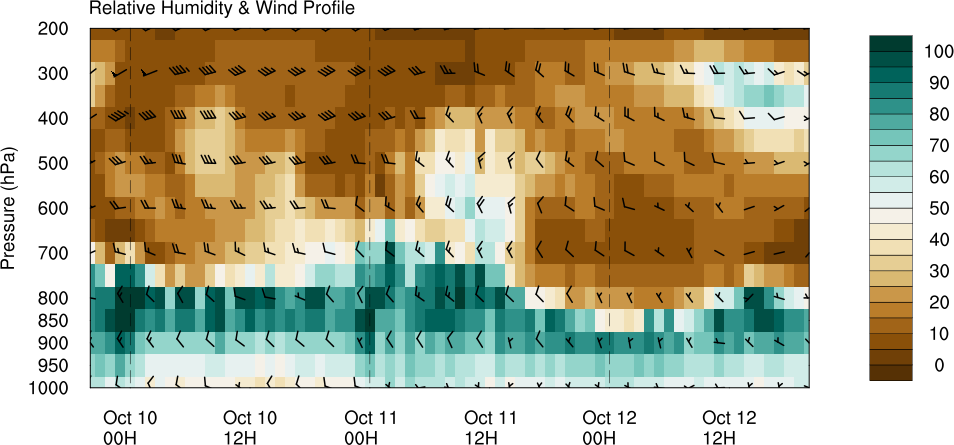 Relative Humidity & Wind Profile
200
300
400
500
600
700
800
850
900
950
1000
Pressure (hPa)
Oct 10
00H
Oct 10
12H
Oct 11
00H
Oct 11
12H
Oct 12
00H
Oct 12
12H
100
90
80
70
60
50
40
30
20
10
0